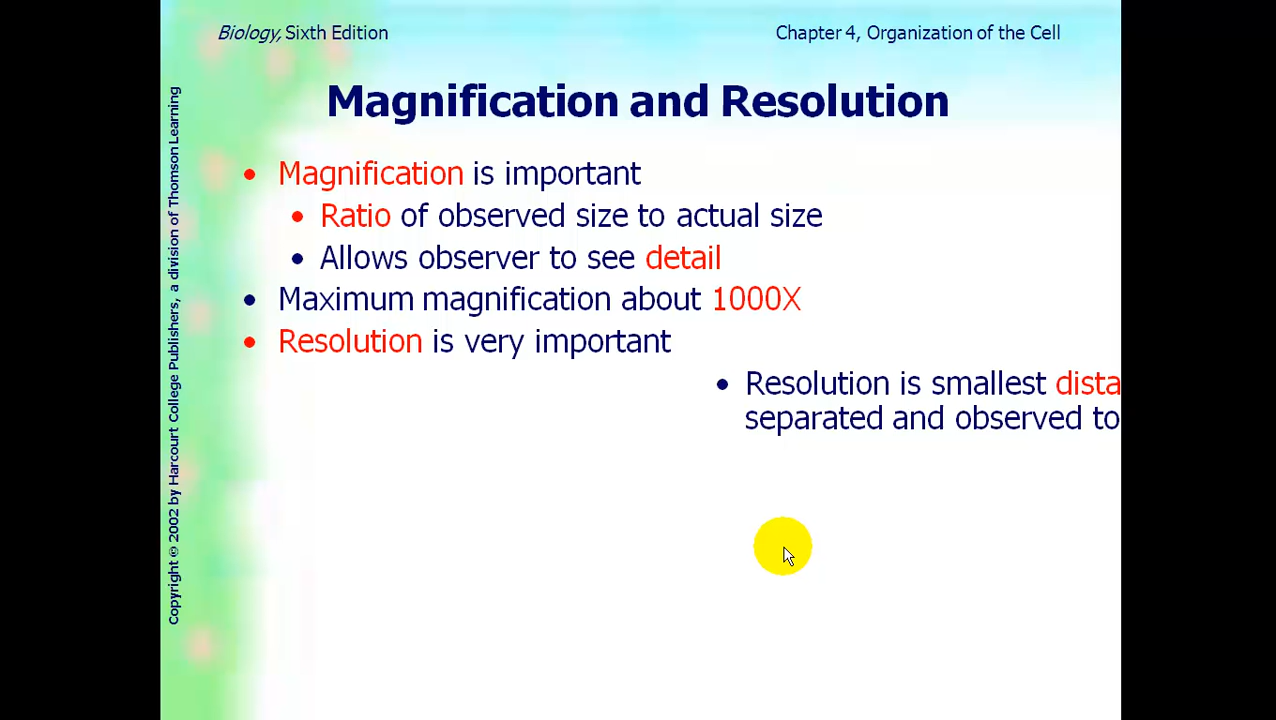 Biology, Sixth Edition
Chapter 4, Organization of the Cell
Magnification and Resolution
• Magnification is important
• Ratio of observed size to actual size
• Allows observer to see detail
• Maximum magnification about 1000X
• Resolution is very important
• Resolution is smallest
separated and observed to
Copyright © 2002 by Harcourt College Publishers, a division of Thomson Learning